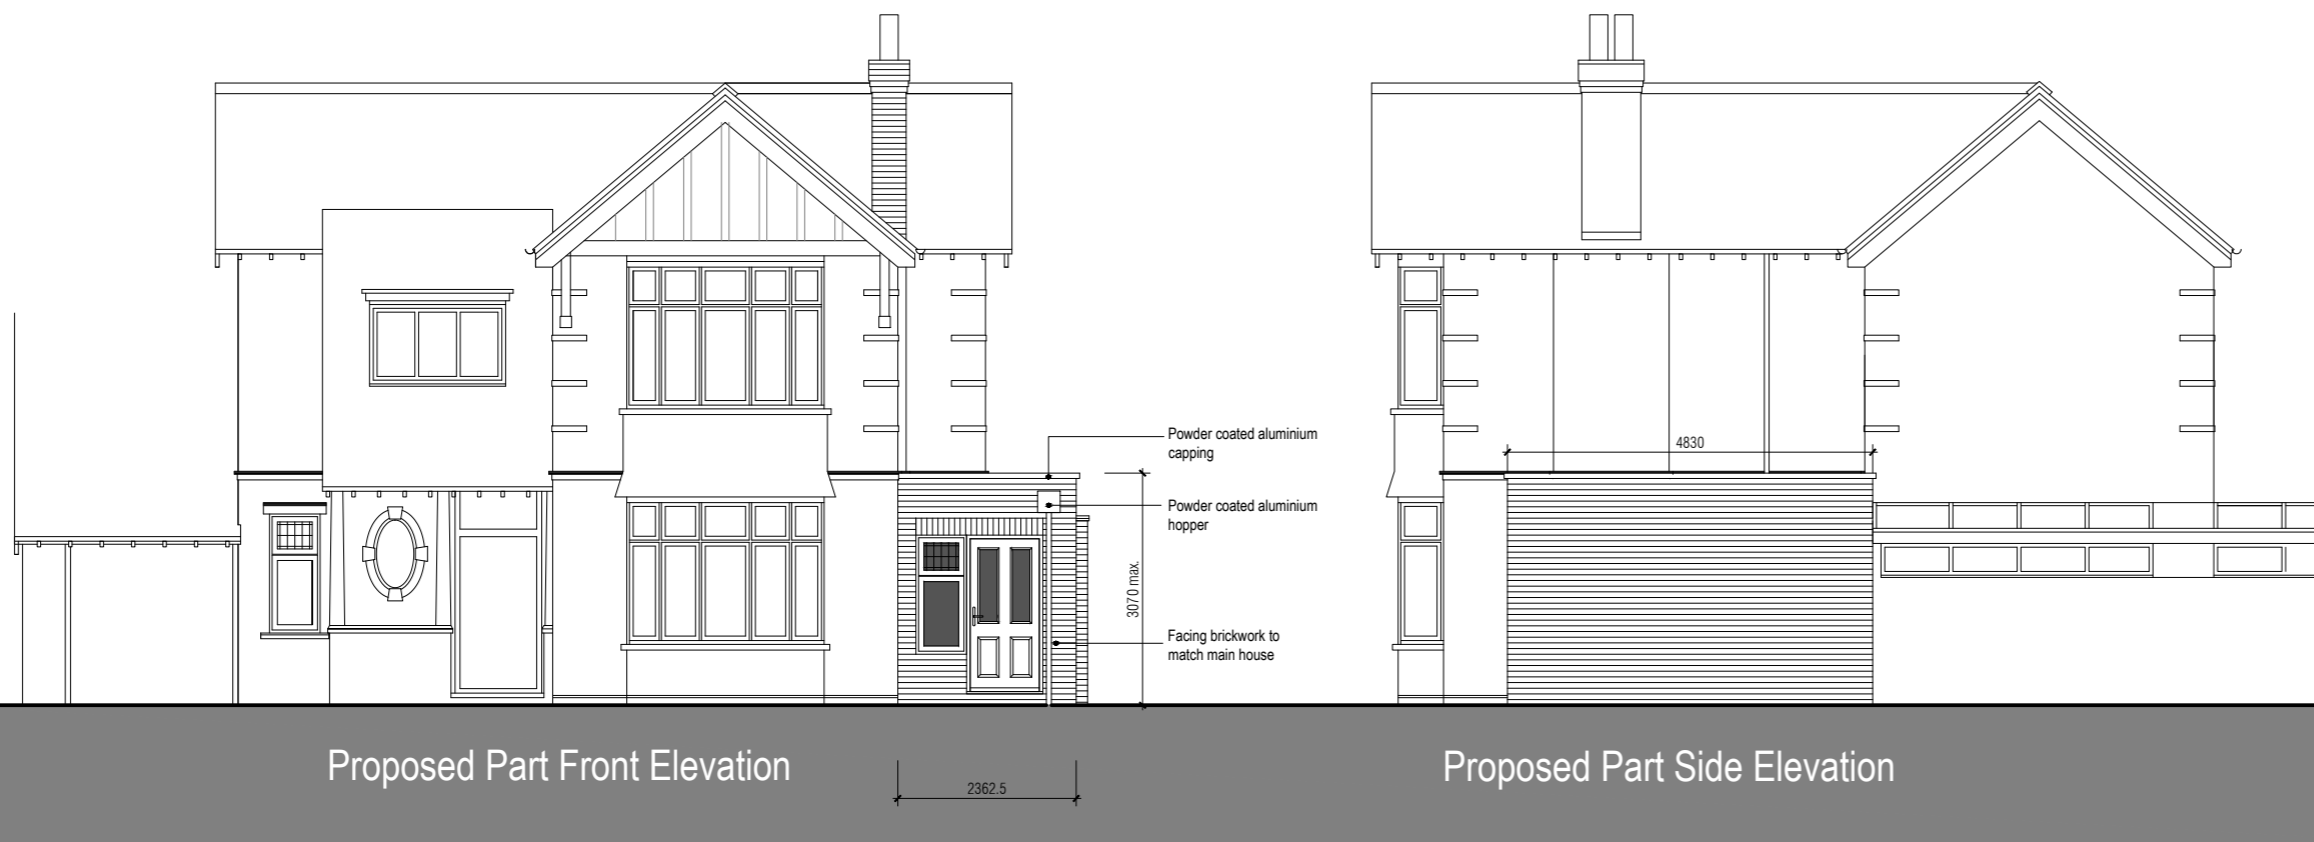 Powder coated aluminium
capping
4830
Powder coated aluminium
hopper
3070 max.
Facing brickwork to
match main house
Proposed Part Front Elevation
Proposed Part Side Elevation
2362.5